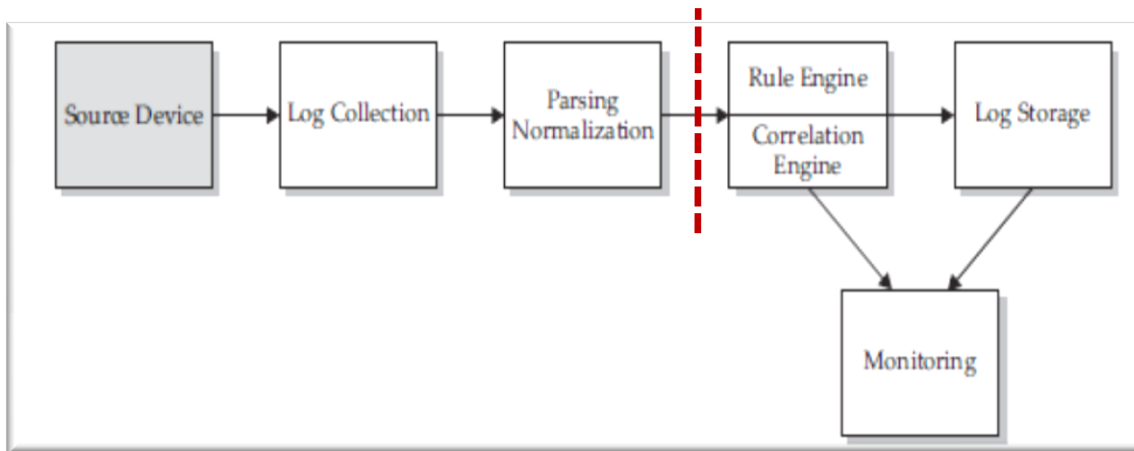 Source Device
Log Collection
Parsing
Normalization
Rule Engine
Correlation
Engine
Log Storage
Monitoring